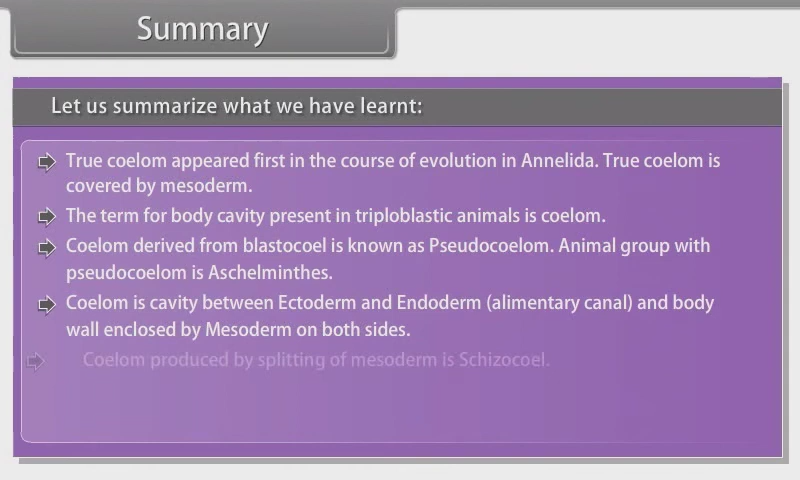 Summary
Let us summarize what we have learnt:
True coelom appeared first in the course of evolution in Annelida. True coelom is
covered by mesoderm.
The term for body cavity present in triploblastic animals is coelom.
Coelom derived from blastocoel is known as Pseudocoelom. Animal group with
pseudocoelom is Aschelminthes.
Coelom is cavity between Ectoderm and Endoderm (alimentary canal) and body
wall enclosed by Mesoderm on both sides.
Coelom produced by splitting of mesoderm is Schizocoel.